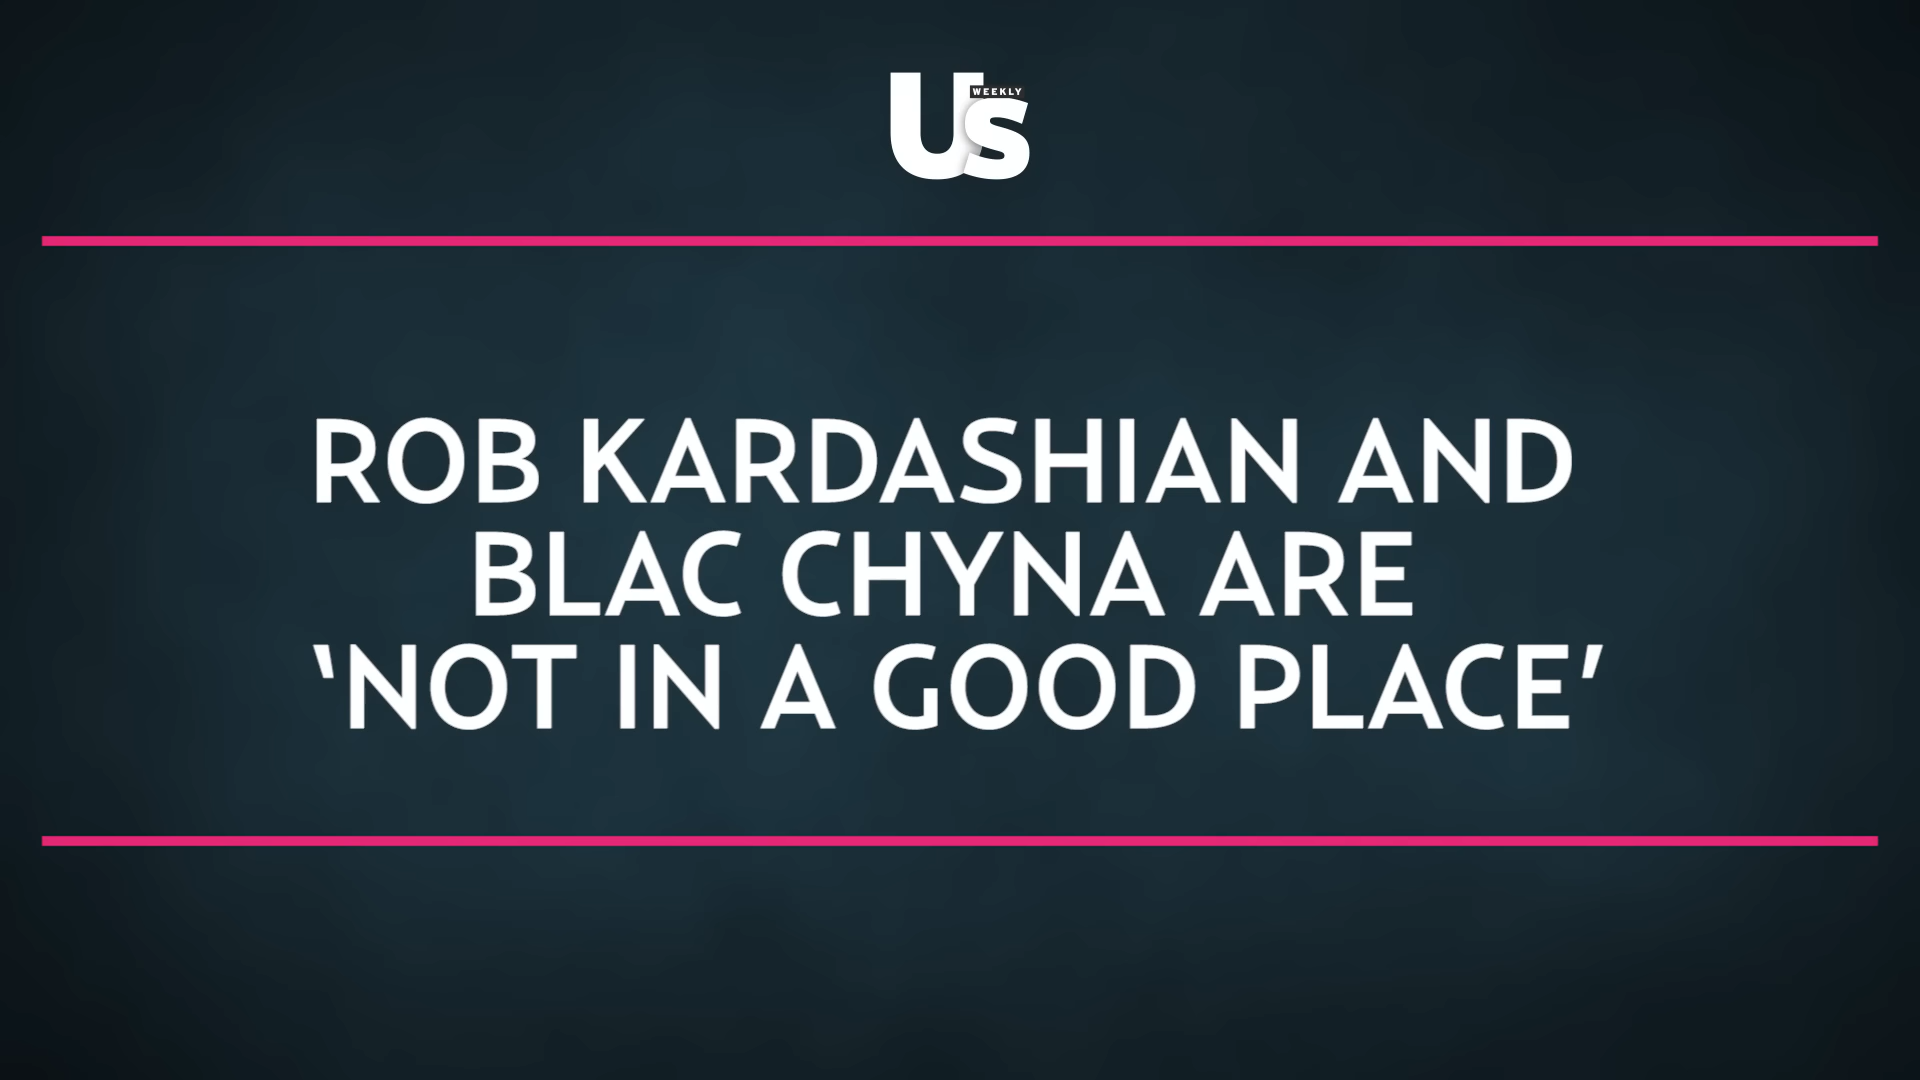 Us
WEEKLY
ROB KARDASHIAN AND
BLAC CHYNA ARE
‘NOT IN A GOOD PLACE’